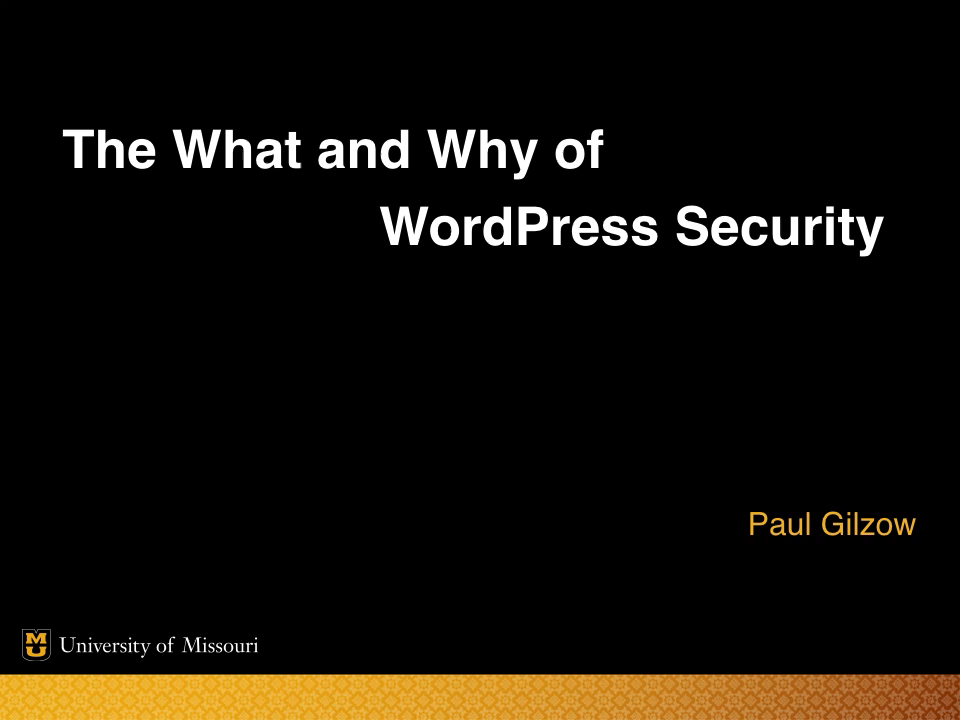 The What and Why of
WordPress Security
Paul Gilzow
MU
University of Missouri